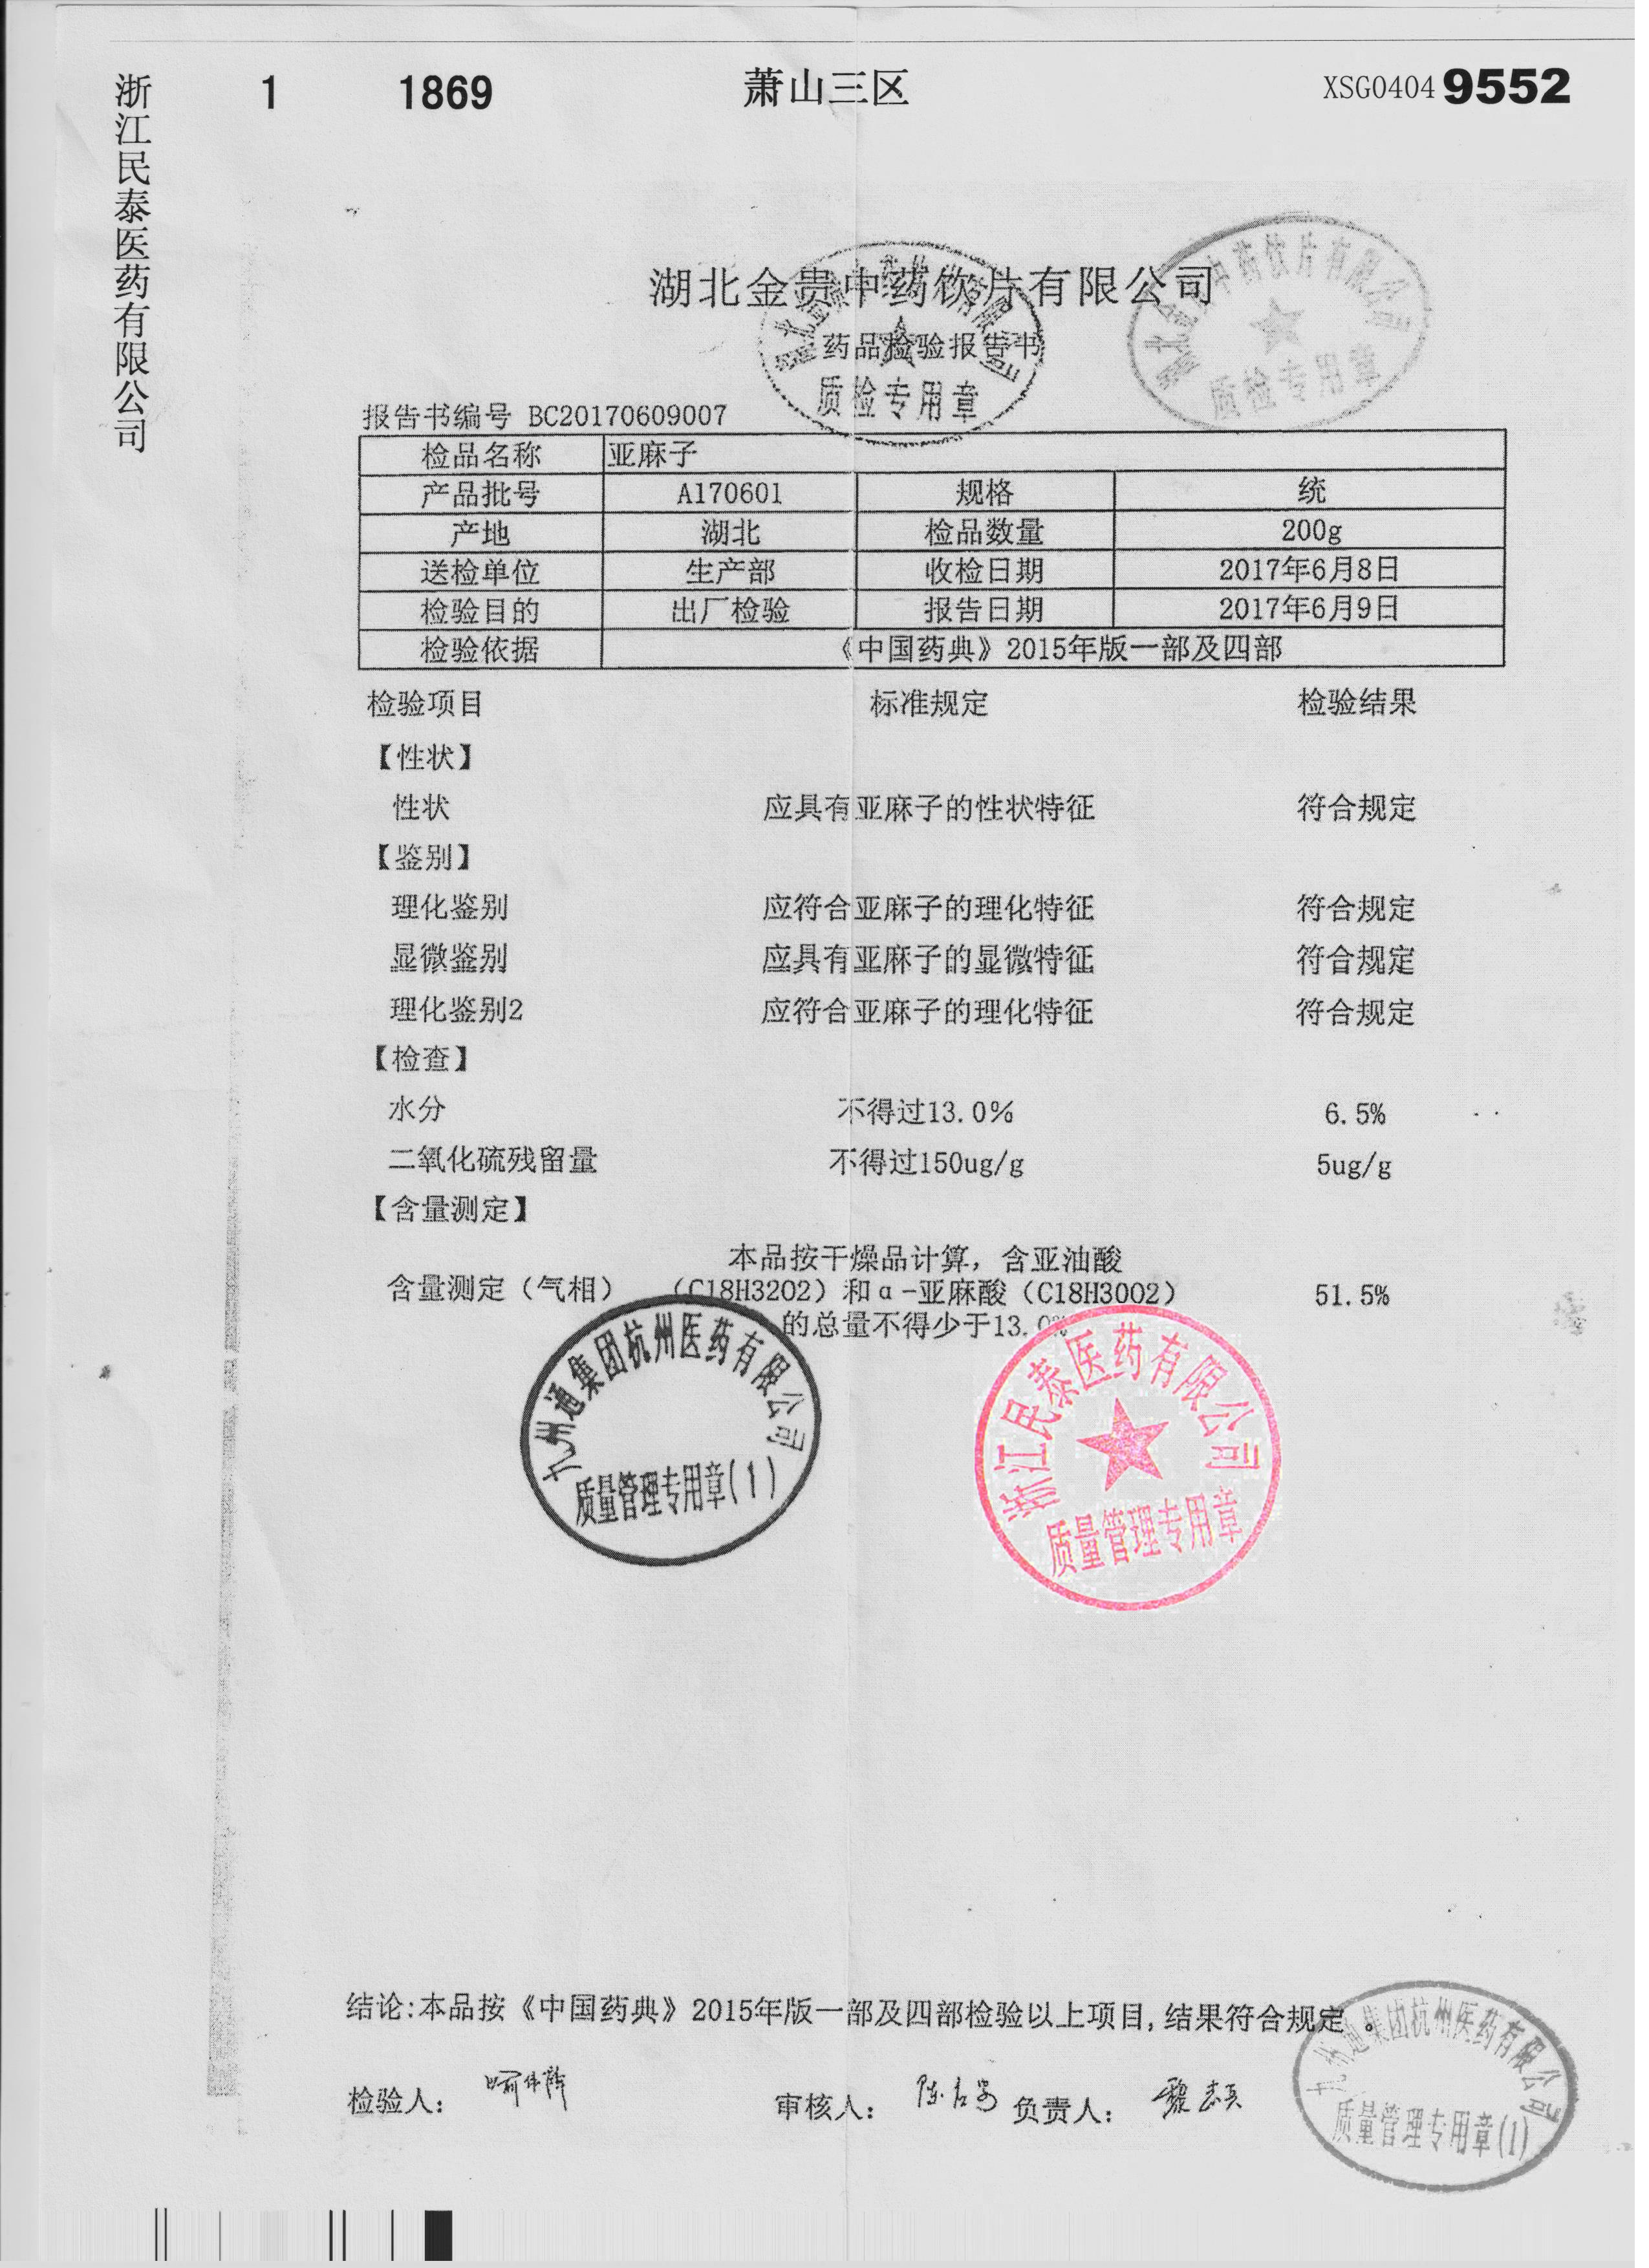 浙江民泰医药有限公司
1 1869 萧山三区 XSG0404 9552
湖北金贵中药饮片有限公司
药品检验报告书
质检专用章
中药饮片有限公司
质检专用章
报告书编号 BC20170609007
检品名称 亚麻子
产品批号 A170601 规格 统
产地 湖北 检品数量 200g
送检单位 生产部 收检日期 2017年6月8日
检验目的 出厂检验 报告日期 2017年6月9日
检验依据 《中国药典》2015年版一部及四部
检验项目 标准规定 检验结果
【性状】
性状 应具有亚麻子的性状特征 符合规定
【鉴别】
理化鉴别 应符合亚麻子的理化特征 符合规定
显微鉴别 应具有亚麻子的显微特征 符合规定
理化鉴别2 应符合亚麻子的理化特征 符合规定
【检查】
水分 不得过13.0% 6.5%
二氧化硫残留量 不得过150ug/g 5ug/g
【含量测定】
本品按干燥品计算，含亚油酸
含量测定（气相） （C18H32O2）和α-亚麻酸（C18H30O2） 51.5%
的总量不得少于13.0%
九州通集团杭州医药有限公司
质量管理专用章(1)
浙江民泰医药有限公司
质量管理专用章
结论:本品按《中国药典》2015年版一部及四部检验以上项目,结果符合规定。
检验人: 审核人: 负责人:
九州通集团杭州医药有限公司
质量管理专用章(1)